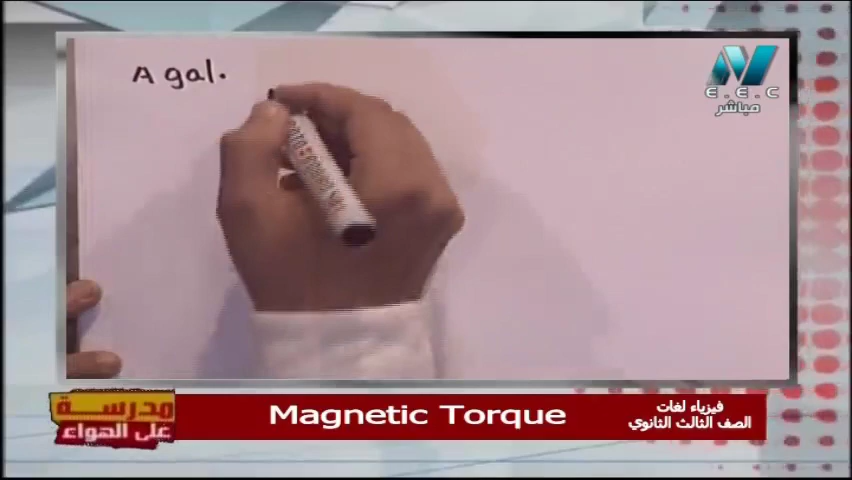 A gal.
E.E.C
مباشر
مدرسة
على الهواء
Magnetic Torque
فيزياء لغات
الصف الثالث الثانوي